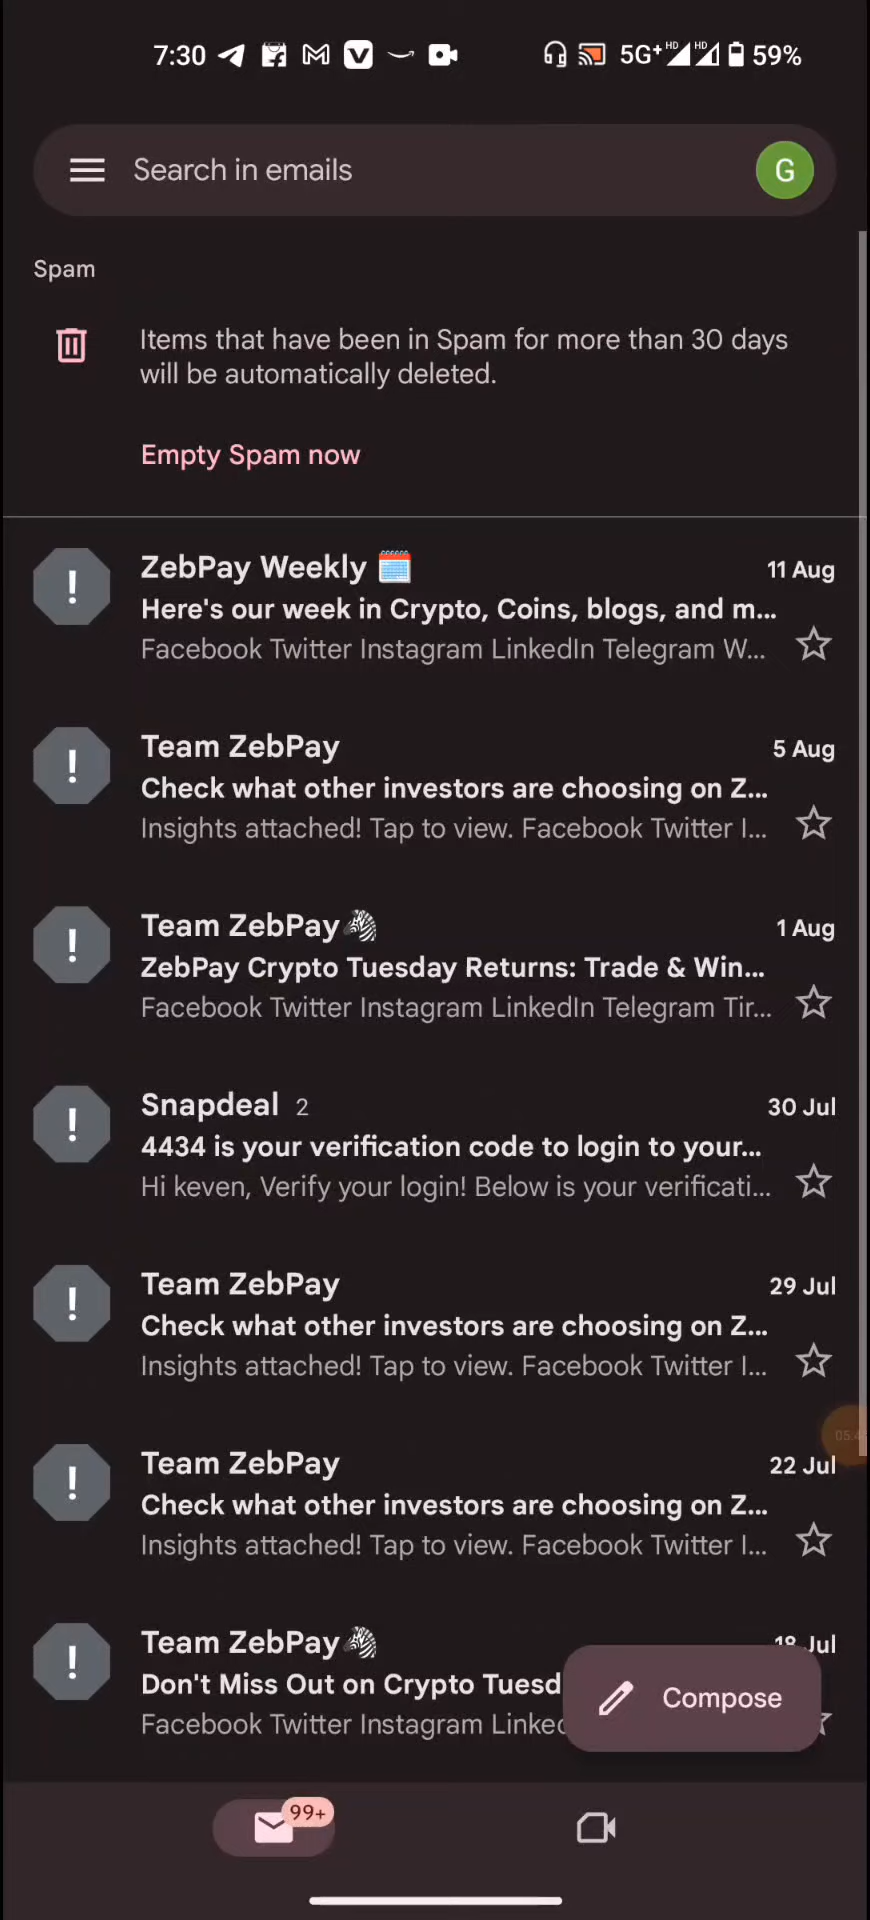 7:30 5G+ HD HD 59%
Search in emails G
Spam
Items that have been in Spam for more than 30 days
will be automatically deleted.
Empty Spam now
ZebPay Weekly 🗓️ 11 Aug
Here's our week in Crypto, Coins, blogs, and m...
Facebook Twitter Instagram LinkedIn Telegram W...
Team ZebPay 5 Aug
Check what other investors are choosing on Z...
Insights attached! Tap to view. Facebook Twitter I...
Team ZebPay🦓 1 Aug
ZebPay Crypto Tuesday Returns: Trade & Win...
Facebook Twitter Instagram LinkedIn Telegram Tir...
Snapdeal 2 30 Jul
4434 is your verification code to login to your...
Hi keven, Verify your login! Below is your verificati...
Team ZebPay 29 Jul
Check what other investors are choosing on Z...
Insights attached! Tap to view. Facebook Twitter I...
Team ZebPay 22 Jul
Check what other investors are choosing on Z...
Insights attached! Tap to view. Facebook Twitter I...
Team ZebPay🦓 18 Jul
Don't Miss Out on Crypto Tuesd
Facebook Twitter Instagram Linked
Compose
99+